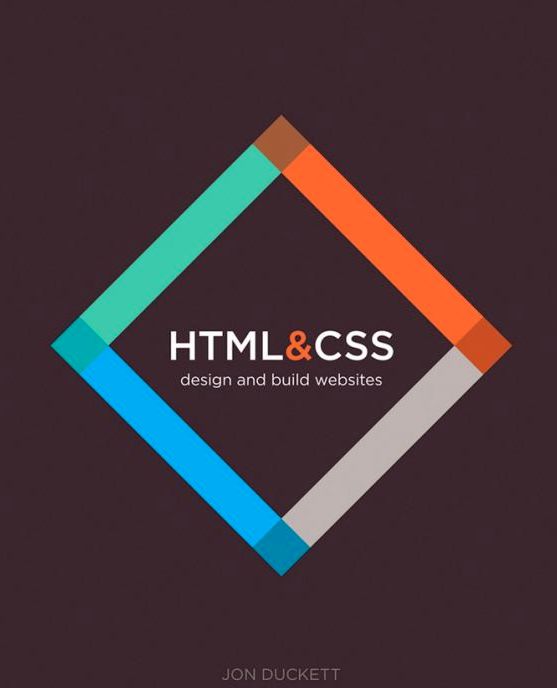 HTML&CSS
design and build websites
JON DUCKETT